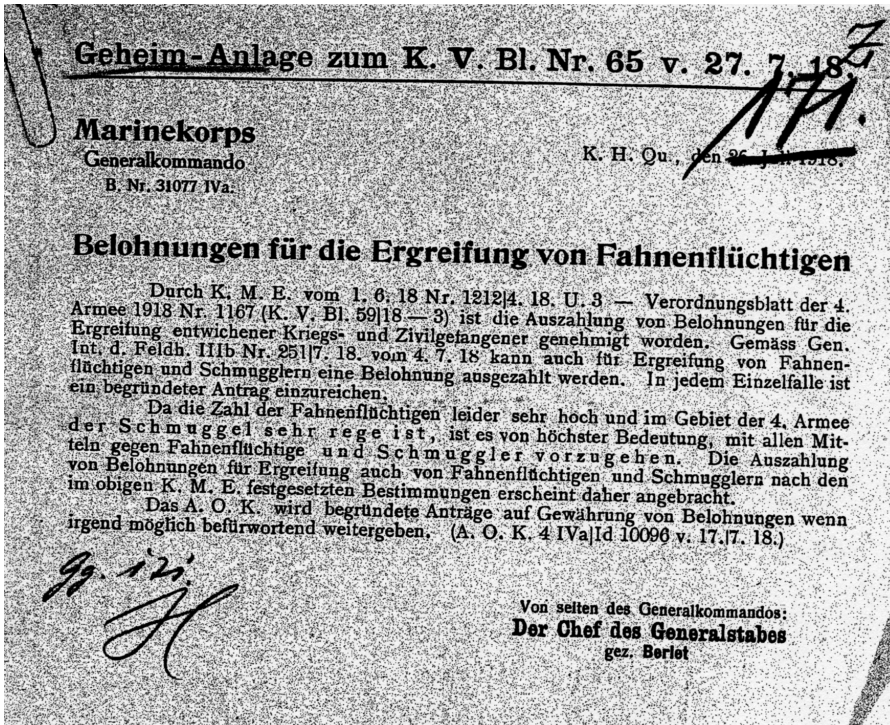 Geheim-Anlage zum K. V. Bl. Nr. 65 v. 27. 7. 18.
171.
Marinekorps
Generalkommando
B. Nr. 31077 IVa.
K. H. Qu., den 26. Juli 1918.
Belohnungen für die Ergreifung von Fahnenflüchtigen
Durch K. M. E. vom 1. 6. 18 Nr. 1212|4. 18. U. 3 — Verordnungsblatt der 4.
Armee 1918 Nr. 1167 (K. V. Bl. 59|18 — 3) ist die Auszahlung von Belohnungen für die
Ergreifung entwichener Kriegs- und Zivilgefangener genehmigt worden. Gemäss Gen.
Int. d. Feldh. IIIb Nr. 251|7. 18. vom 4. 7. 18 kann auch für Ergreifung von Fahnen-
flüchtigen und Schmugglern eine Belohnung ausgezahlt werden. In jedem Einzelfalle ist
ein begründeter Antrag einzureichen.
Da die Zahl der Fahnenflüchtigen leider sehr hoch und im Gebiet der 4. Armee
der Schmuggel sehr rege ist, ist es von höchster Bedeutung, mit allen Mit-
teln gegen Fahnenflüchtige und Schmuggler vorzugehen. Die Auszahlung
von Belohnungen für Ergreifung auch von Fahnenflüchtigen und Schmugglern nach den
im obigen K. M. E. festgesetzten Bestimmungen erscheint daher angebracht.
Das A. O. K. wird begründete Anträge auf Gewährung von Belohnungen wenn
irgend möglich befürwortend weitergeben. (A. O. K. 4 IVa|Id 10096 v. 17.|7. 18.)
Von seiten des Generalkommandos:
Der Chef des Generalstabes
gez. Berlet